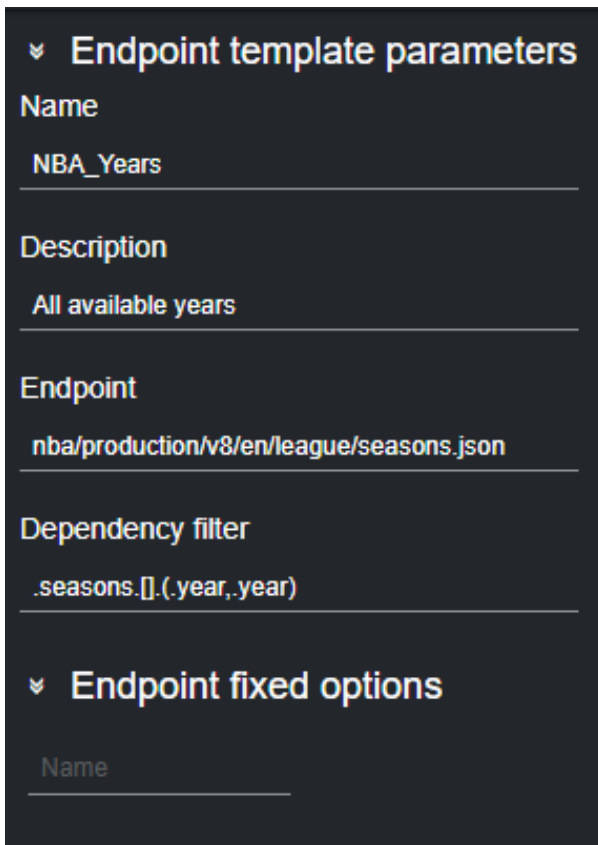 Endpoint template parameters
Name
NBA_Years
Description
All available years
Endpoint
nba/production/v8/en/league/seasons.json
Dependency filter
.seasons.[].(.year,.year)
Endpoint fixed options
Name